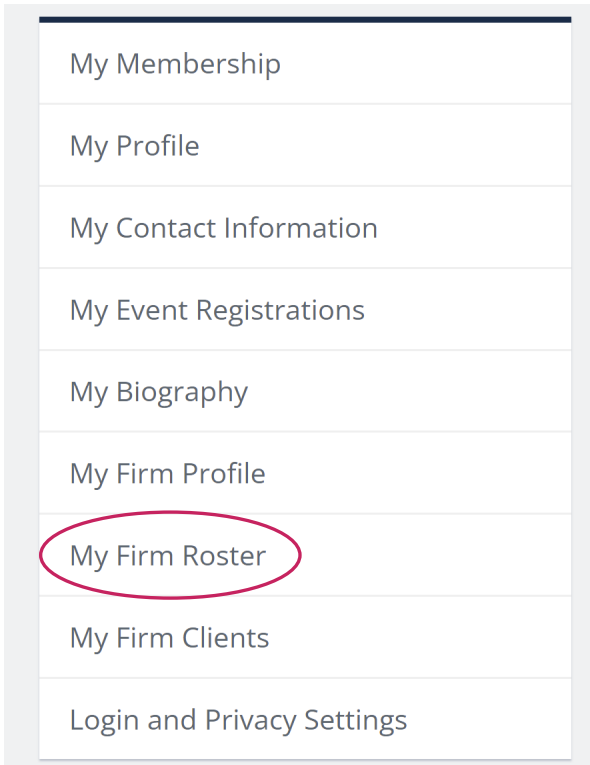 My Membership
My Profile
My Contact Information
My Event Registrations
My Biography
My Firm Profile
My Firm Roster
My Firm Clients
Login and Privacy Settings